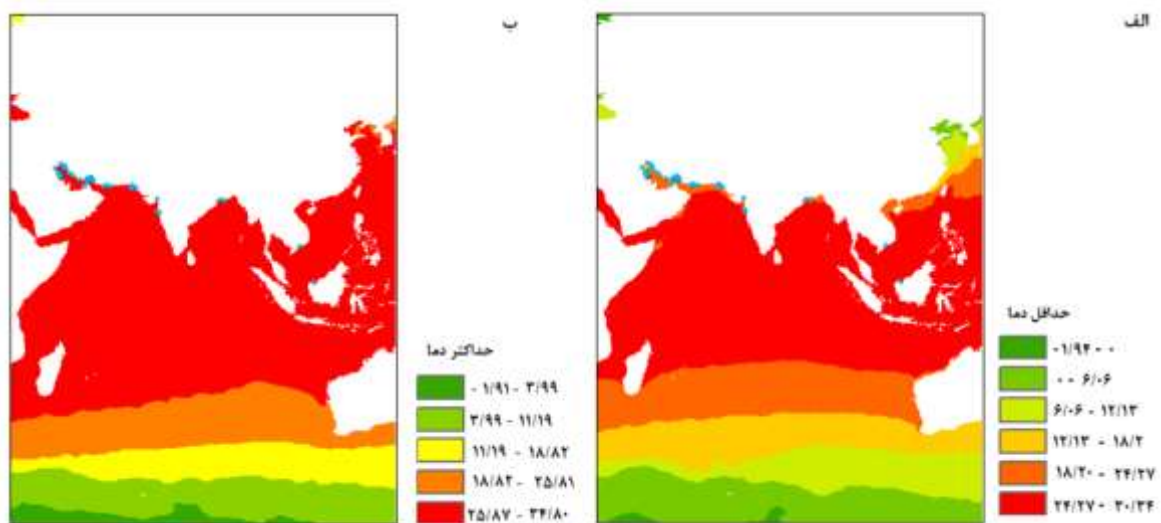 الف
حداقل دما
-۱/۹۴ - ۰
۰ - ۶/۰۶
۶/۰۶ - ۱۲/۱۳
۱۲/۱۳ - ۱۸/۲
۱۸/۲۰ - ۲۴/۲۷
۲۴/۲۷ - ۳۰/۳۴
ب
حداکثر دما
-۱/۹۱ - ۳/۹۹
۳/۹۹ - ۱۱/۱۹
۱۱/۱۹ - ۱۸/۸۲
۱۸/۸۲ - ۲۵/۸۱
۲۵/۸۷ - ۳۴/۸۰